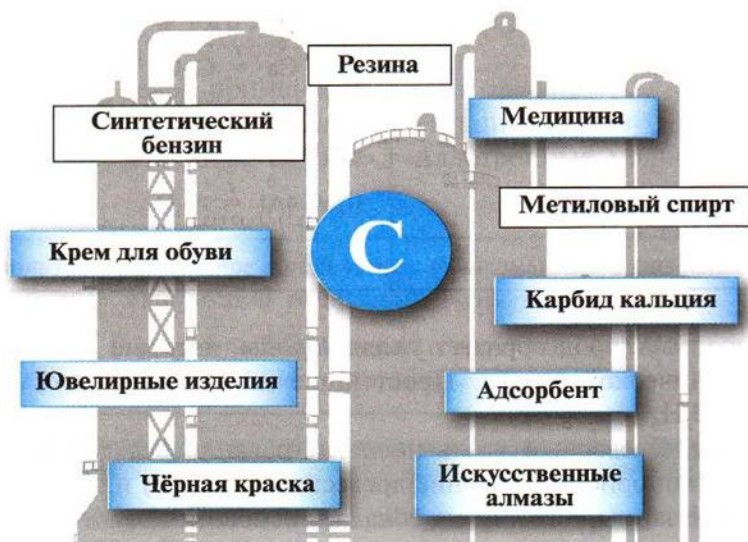 Резина
Медицина
Синтетический
бензин
Метиловый спирт
С
Крем для обуви
Карбид кальция
Ювелирные изделия
Адсорбент
Чёрная краска
Искусственные
алмазы